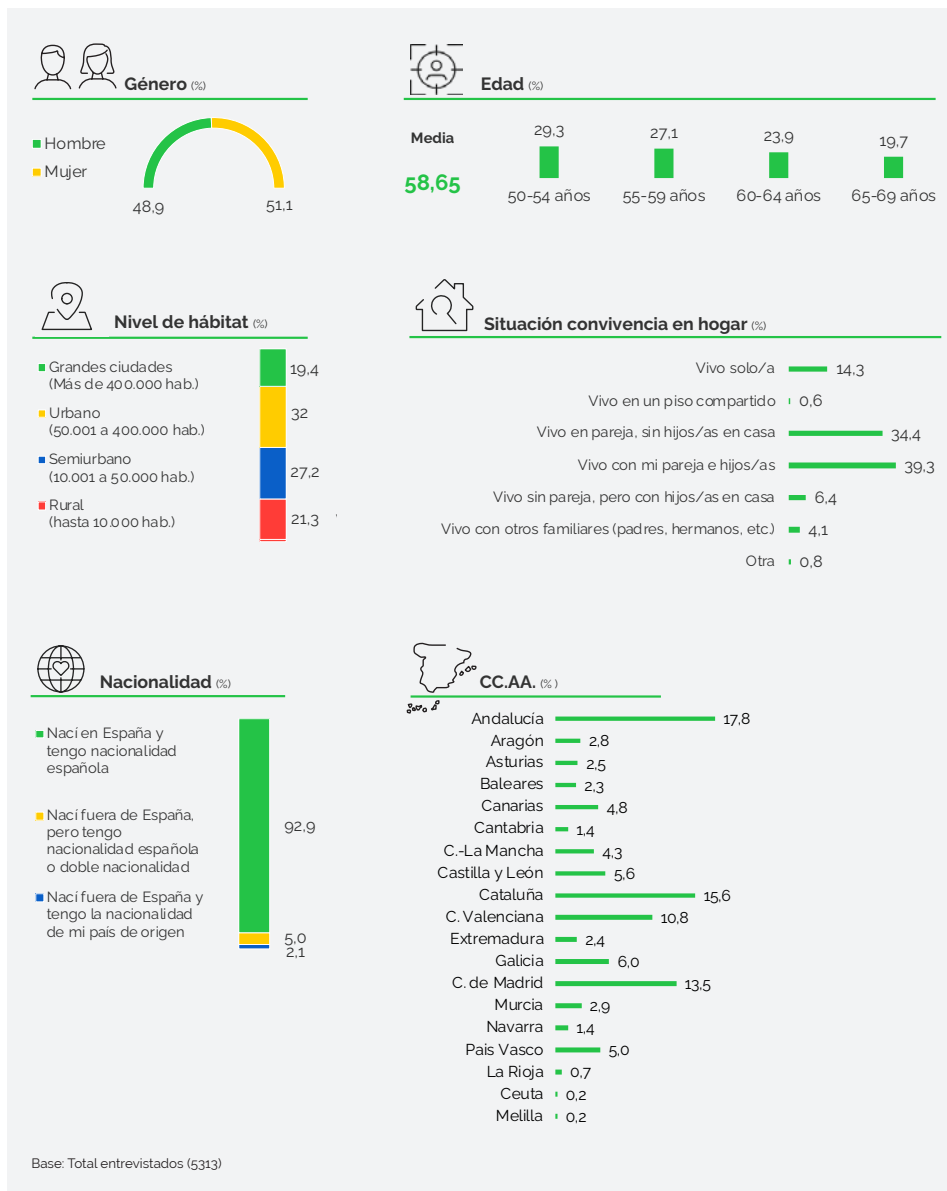 Género (%)
Hombre
Mujer
48,9
51,1
Edad (%)
Media
58,65
29,3
27,1
23,9
19,7
50-54 años
55-59 años
60-64 años
65-69 años
Nivel de hábitat (%)
Grandes ciudades
(Más de 400.000 hab.)
Urbano
(50.001 a 400.000 hab.)
Semiurbano
(10.001 a 50.000 hab.)
Rural
(hasta 10.000 hab.)
19,4
32
27,2
21,3
Situación convivencia en hogar (%)
Vivo solo/a 14,3
Vivo en un piso compartido 0,6
Vivo en pareja, sin hijos/as en casa 34,4
Vivo con mi pareja e hijos/as 39,3
Vivo sin pareja, pero con hijos/as en casa 6,4
Vivo con otros familiares (padres, hermanos, etc.) 4,1
Otra 0,8
Nacionalidad (%)
Nací en España y
tengo nacionalidad
española
Nací fuera de España,
pero tengo
nacionalidad española
o doble nacionalidad
Nací fuera de España y
tengo la nacionalidad
de mi país de origen
92,9
5,0
2,1
CC.AA. (% )
Andalucía 17,8
Aragón 2,8
Asturias 2,5
Baleares 2,3
Canarias 4,8
Cantabria 1,4
C.-La Mancha 4,3
Castilla y León 5,6
Cataluña 15,6
C. Valenciana 10,8
Extremadura 2,4
Galicia 6,0
C. de Madrid 13,5
Murcia 2,9
Navarra 1,4
Pais Vasco 5,0
La Rioja 0,7
Ceuta 0,2
Melilla 0,2
Base: Total entrevistados (5313)